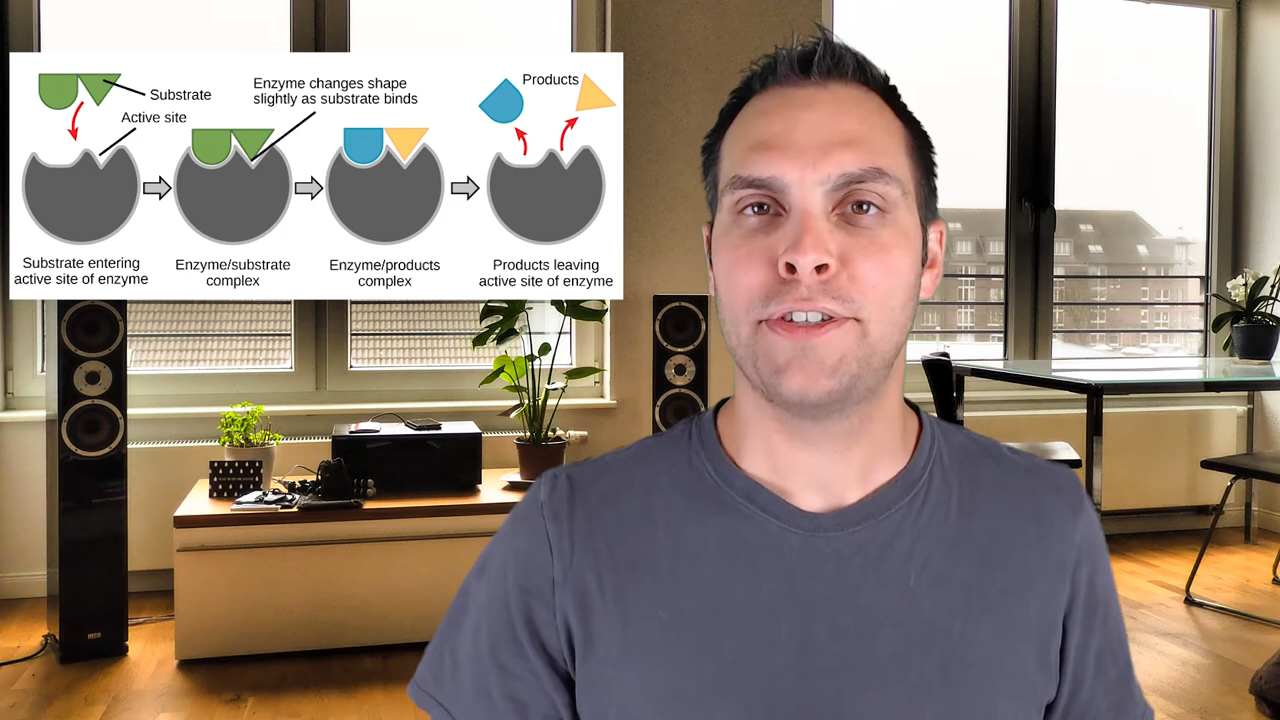 Substrate
Active site
Enzyme changes shape
slightly as substrate binds
Products
Substrate entering
active site of enzyme
Enzyme/substrate
complex
Enzyme/products
complex
Products leaving
active site of enzyme